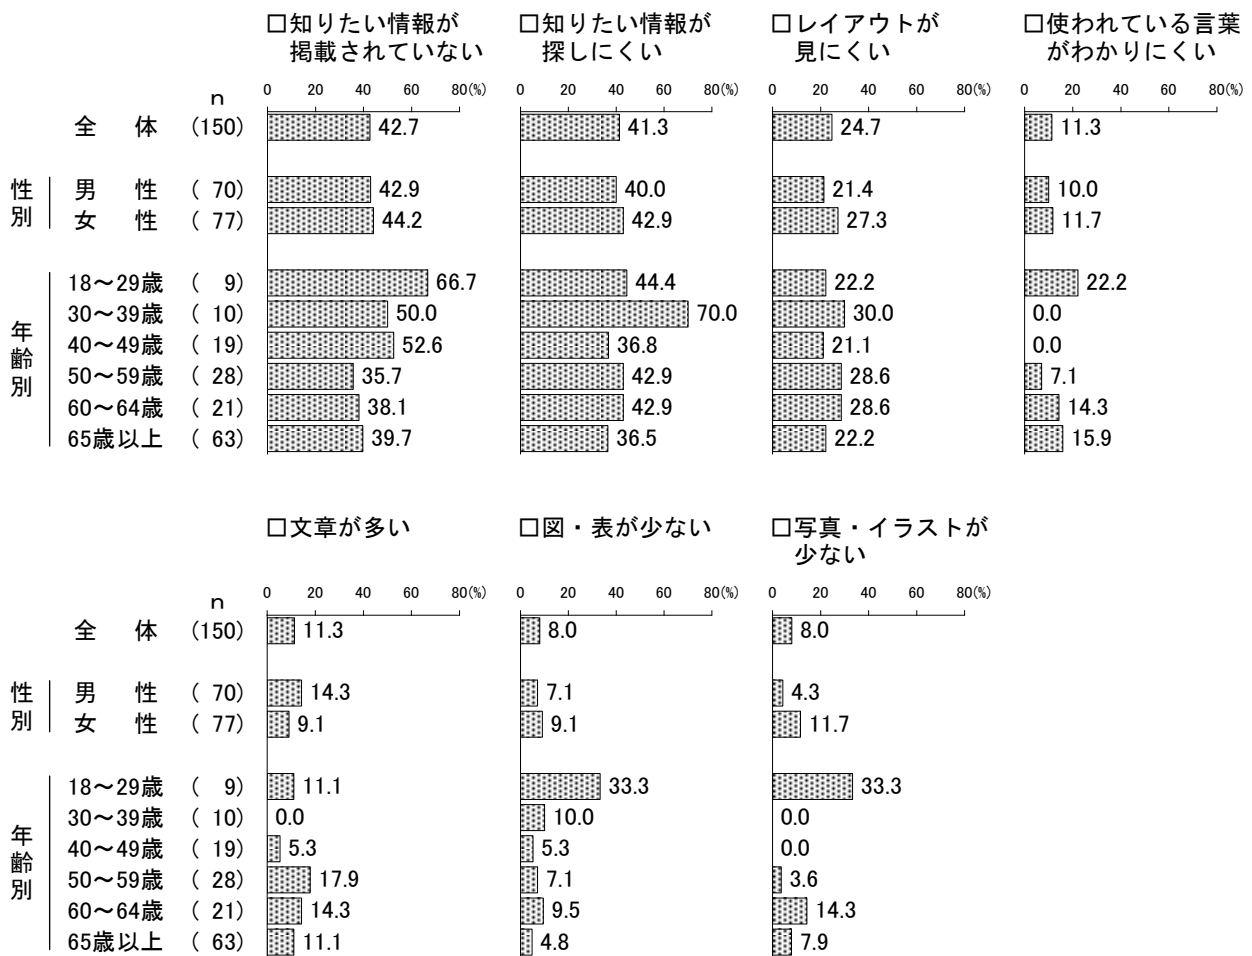 □知りたい情報が
掲載されていない
□知りたい情報が
探しにくい
□レイアウトが
見にくい
□使われている言葉
がわかりにくい
0 20 40 60 80(%) 0 20 40 60 80(%) 0 20 40 60 80(%) 0 20 40 60 80(%)
n
全 体 (150) 42.7 41.3 24.7 11.3
性別
男 性 ( 70) 42.9 40.0 21.4 10.0
女 性 ( 77) 44.2 42.9 27.3 11.7
年齢別
18～29歳 ( 9) 66.7 44.4 22.2 22.2
30～39歳 ( 10) 50.0 70.0 30.0 0.0
40～49歳 ( 19) 52.6 36.8 21.1 0.0
50～59歳 ( 28) 35.7 42.9 28.6 7.1
60～64歳 ( 21) 38.1 42.9 28.6 14.3
65歳以上 ( 63) 39.7 36.5 22.2 15.9
□文章が多い
□図・表が少ない
□写真・イラストが
少ない
0 20 40 60 80(%) 0 20 40 60 80(%) 0 20 40 60 80(%)
n
全 体 (150) 11.3 8.0 8.0
性別
男 性 ( 70) 14.3 7.1 4.3
女 性 ( 77) 9.1 9.1 11.7
年齢別
18～29歳 ( 9) 11.1 33.3 33.3
30～39歳 ( 10) 0.0 10.0 0.0
40～49歳 ( 19) 5.3 5.3 0.0
50～59歳 ( 28) 17.9 7.1 3.6
60～64歳 ( 21) 14.3 9.5 14.3
65歳以上 ( 63) 11.1 4.8 7.9